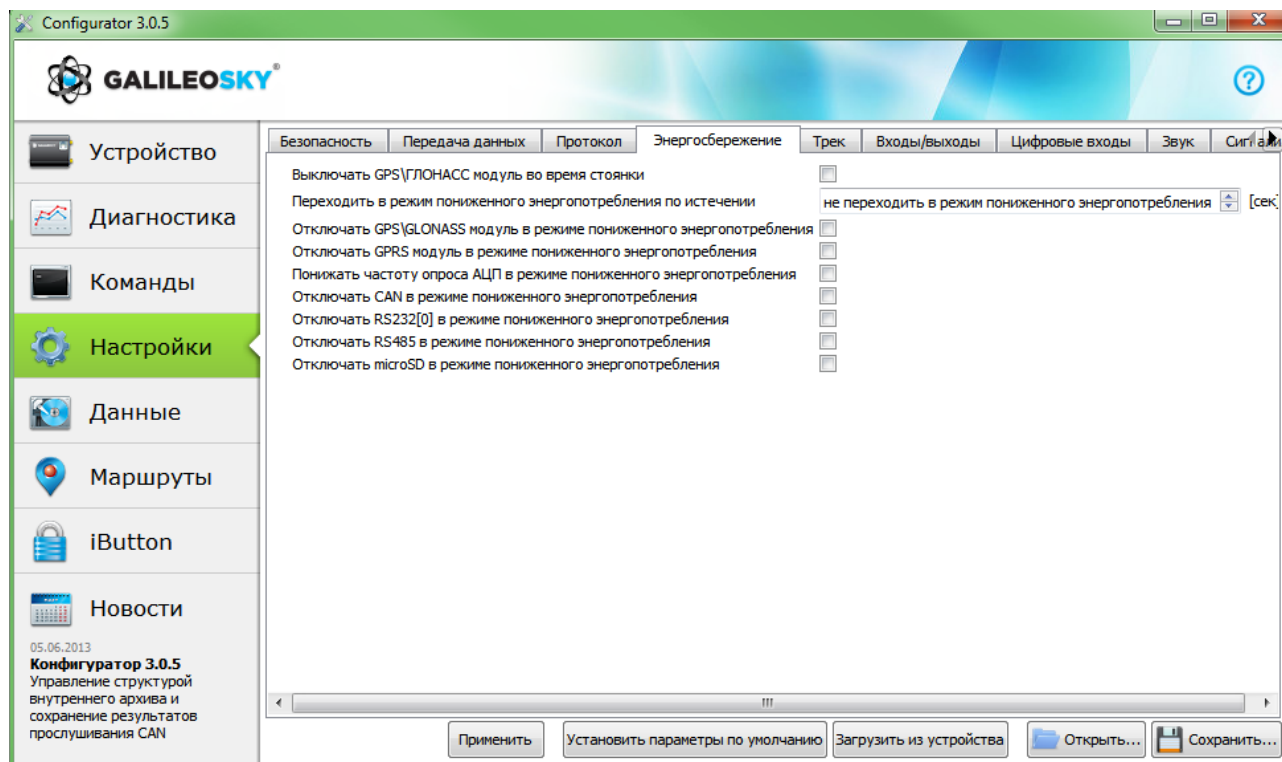 Configurator 3.0.5
GALILEOSKY®
Устройство
Диагностика
Команды
Настройки
Данные
Маршруты
iButton
Новости
05.06.2013
Конфигуратор 3.0.5
Управление структурой
внутреннего архива и
сохранение результатов
прослушивания CAN
Безопасность Передача данных Протокол Энергосбережение Трек Входы/выходы Цифровые входы Звук
Выключать GPS\ГЛОНАСС модуль во время стоянки
Переходить в режим пониженного энергопотребления по истечении не переходить в режим пониженного энергопотребления [сек]
Отключать GPS\GLONASS модуль в режиме пониженного энергопотребления
Отключать GPRS модуль в режиме пониженного энергопотребления
Понижать частоту опроса АЦП в режиме пониженного энергопотребления
Отключать CAN в режиме пониженного энергопотребления
Отключать RS232[0] в режиме пониженного энергопотребления
Отключать RS485 в режиме пониженного энергопотребления
Отключать microSD в режиме пониженного энергопотребления
Применить Установить параметры по умолчанию Загрузить из устройства Открыть... Сохранить...